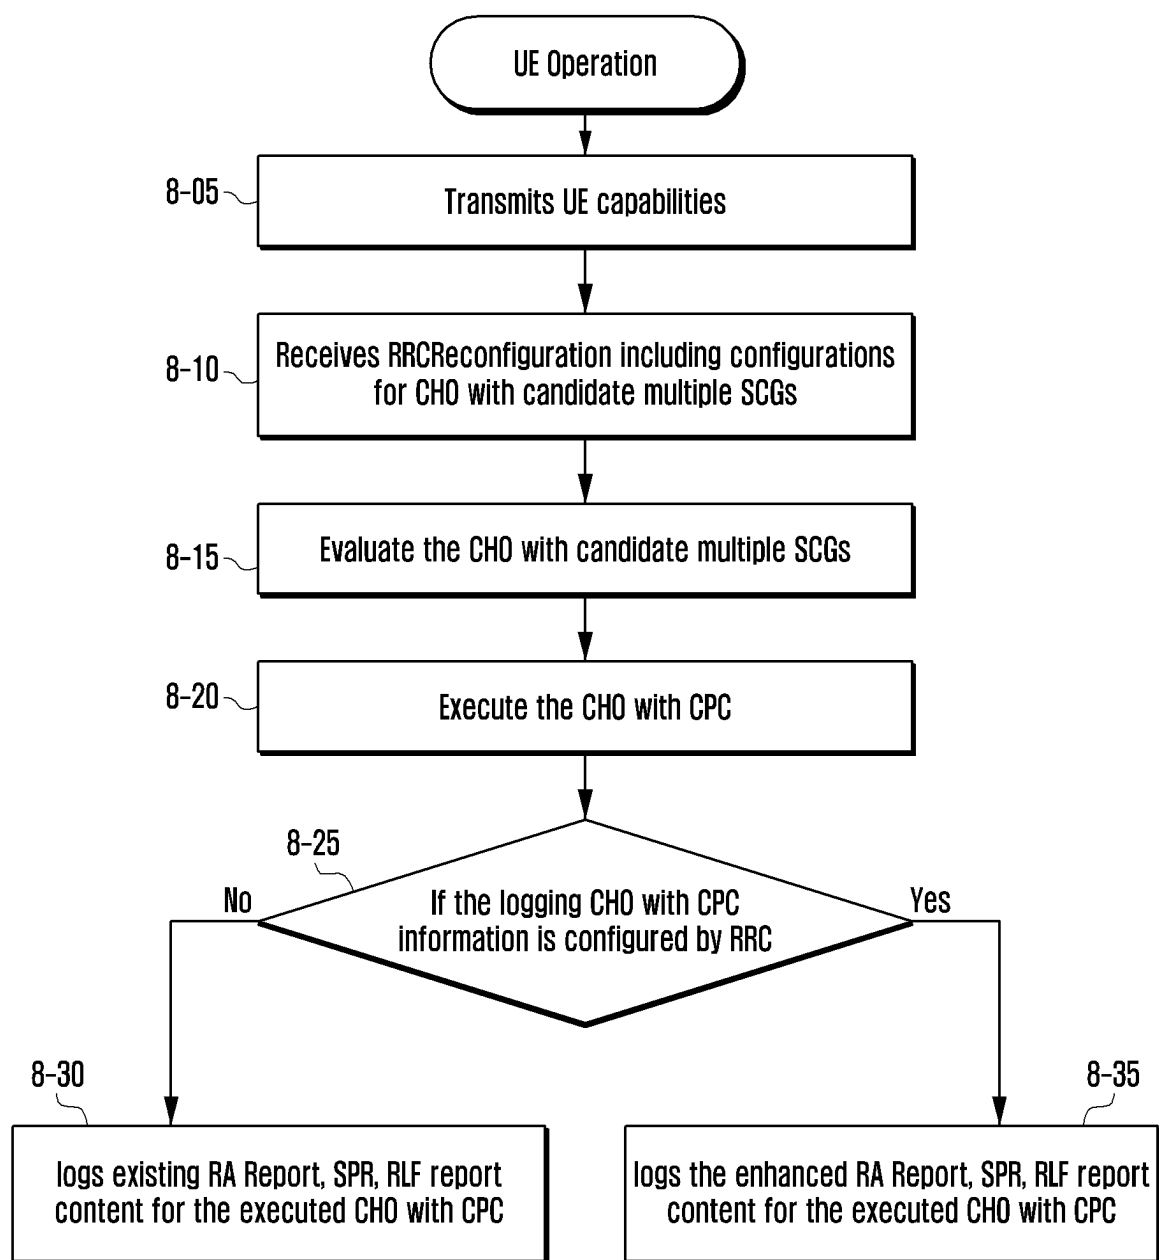 UE Operation
8-05
Transmits UE capabilities
8-10
Receives RRCReconfiguration including configurations
for CHO with candidate multiple SCGs
8-15
Evaluate the CHO with candidate multiple SCGs
8-20
Execute the CHO with CPC
8-25
If the logging CHO with CPC
information is configured by RRC
No
Yes
8-30
logs existing RA Report, SPR, RLF report
content for the executed CHO with CPC
8-35
logs the enhanced RA Report, SPR, RLF report
content for the executed CHO with CPC